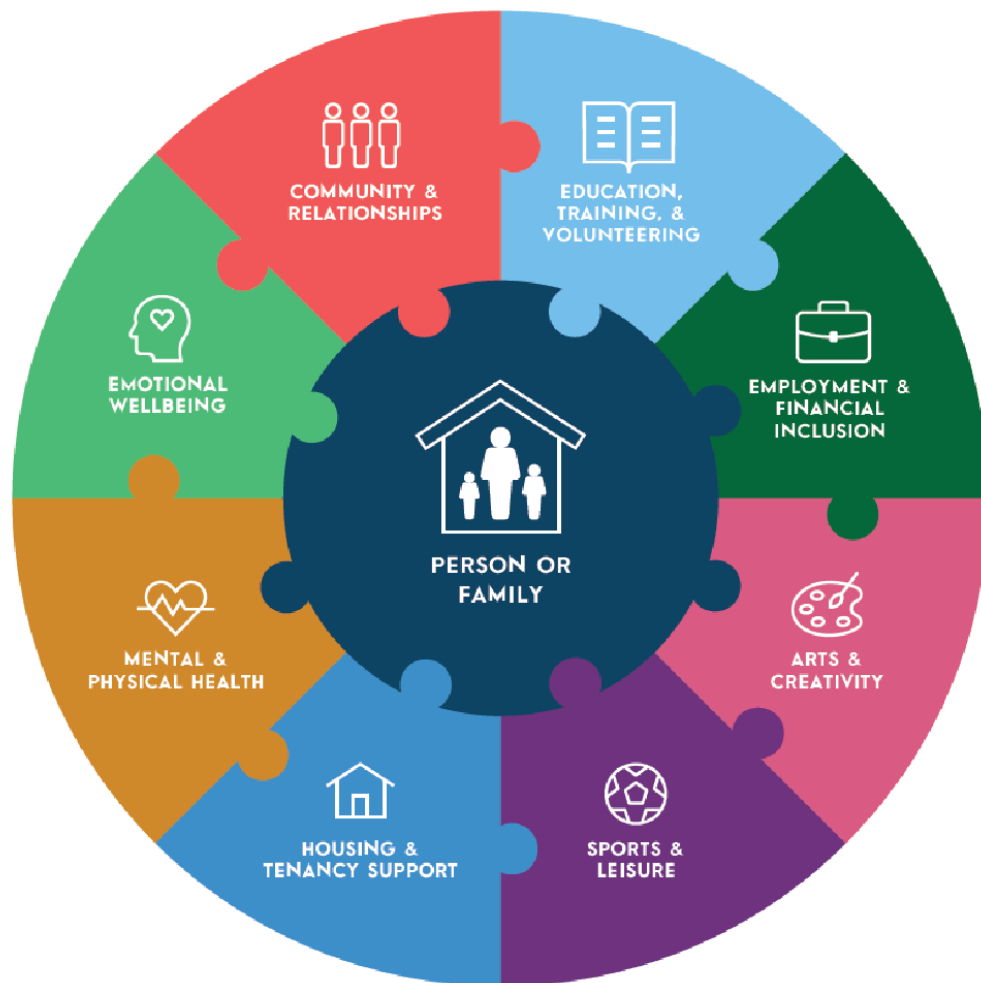 COMMUNITY &
RELATIONSHIPS
EDUCATION,
TRAINING, &
VOLUNTEERING
EMPLOYMENT &
FINANCIAL
INCLUSION
ARTS &
CREATIVITY
SPORTS &
LEISURE
HOUSING &
TENANCY SUPPORT
MENTAL &
PHYSICAL HEALTH
EMOTIONAL
WELLBEING
PERSON OR
FAMILY